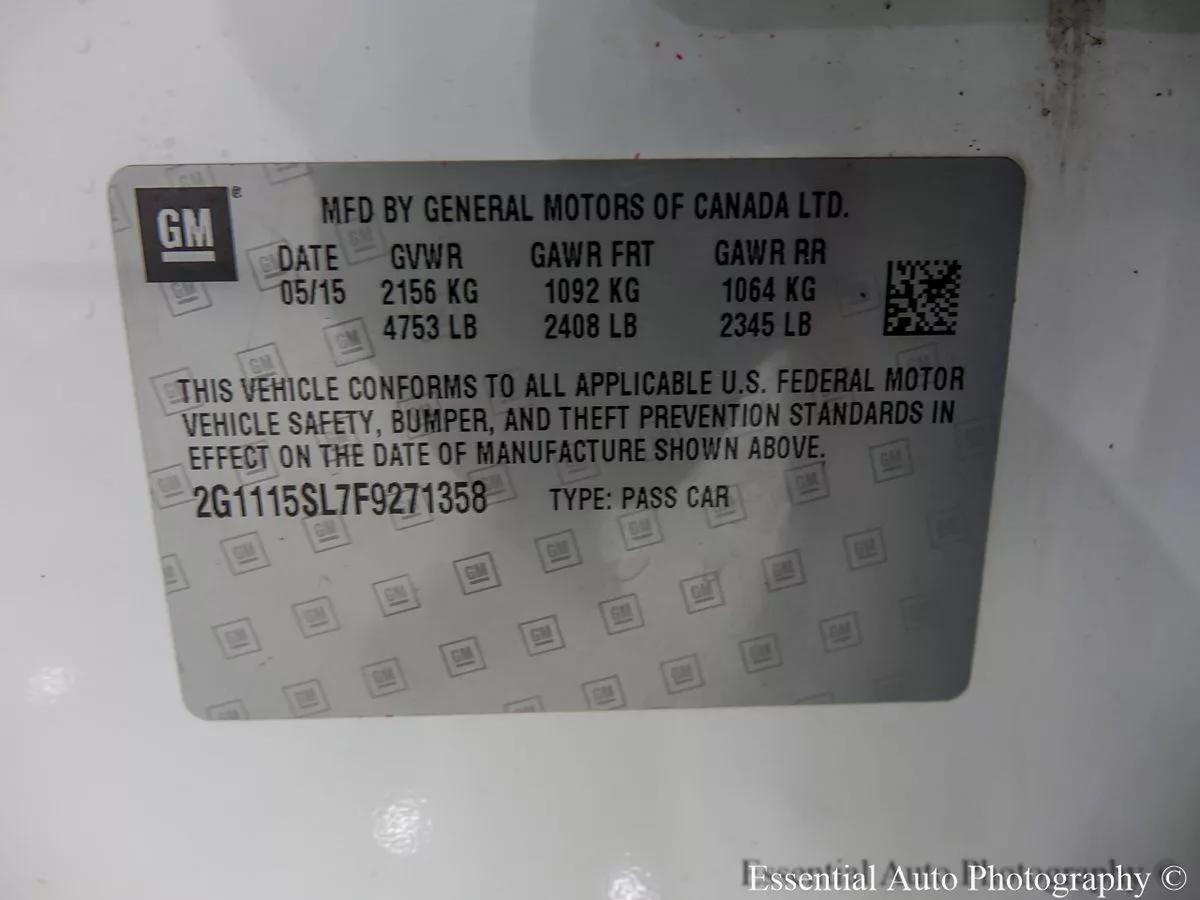 GM ®
MFD BY GENERAL MOTORS OF CANADA LTD.
DATE GVWR GAWR FRT GAWR RR
05/15 2156 KG 1092 KG 1064 KG
4753 LB 2408 LB 2345 LB
THIS VEHICLE CONFORMS TO ALL APPLICABLE U.S. FEDERAL MOTOR
VEHICLE SAFETY, BUMPER, AND THEFT PREVENTION STANDARDS IN
EFFECT ON THE DATE OF MANUFACTURE SHOWN ABOVE.
2G1115SL7F9271358 TYPE: PASS CAR
Essential Auto Photography ©